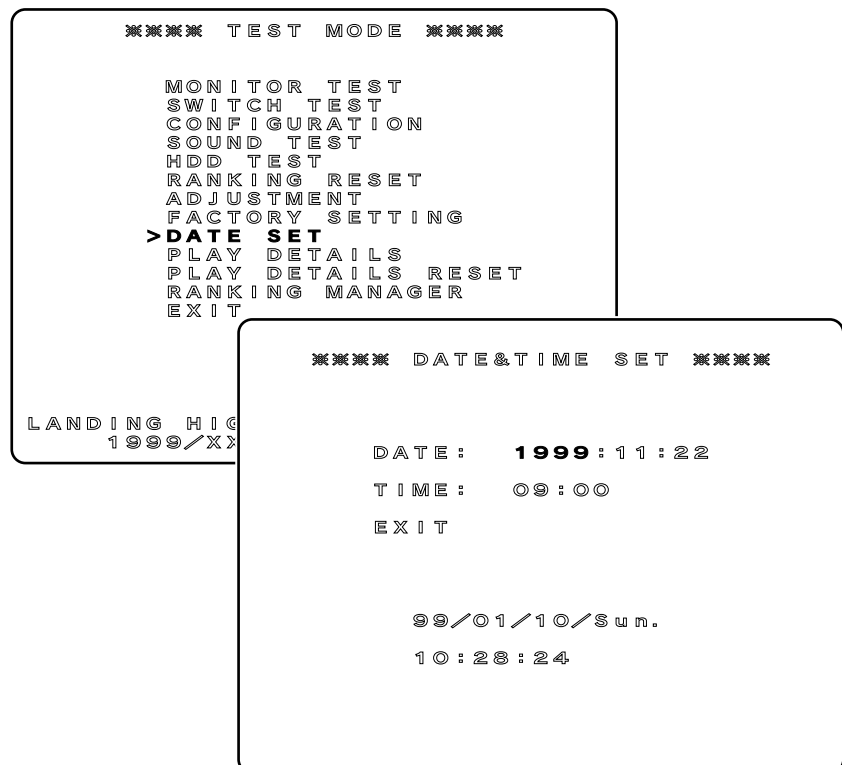 ※※※※ TEST MODE ※※※※
MONITOR TEST
SWITCH TEST
CONFIGURATION
SOUND TEST
HDD TEST
RANKING RESET
ADJUSTMENT
FACTORY SETTING
>DATE SET
PLAY DETAILS
PLAY DETAILS RESET
RANKING MANAGER
EXIT
LANDING
1999/XX
※※※※ DATE&TIME SET ※※※※
DATE: 1999:11:22
TIME: 09:00
EXIT
99/01/10/Sun.
10:28:24